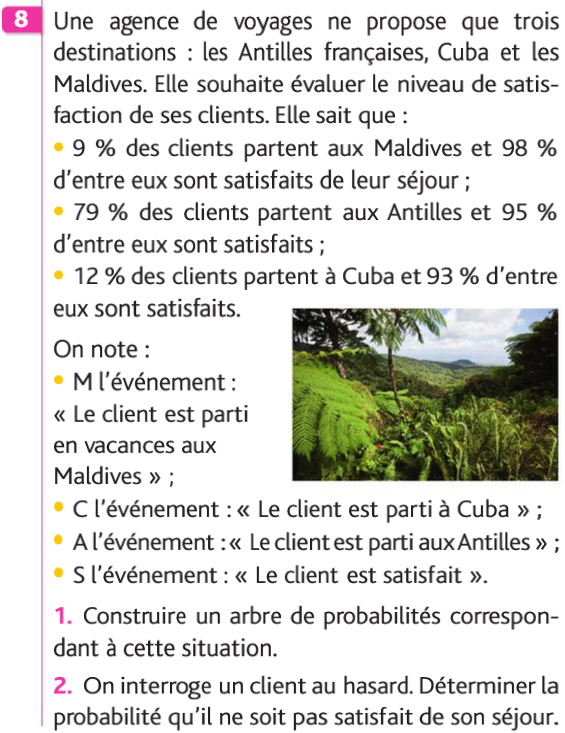 8 Une agence de voyages ne propose que trois
destinations : les Antilles françaises, Cuba et les
Maldives. Elle souhaite évaluer le niveau de satis-
faction de ses clients. Elle sait que :
• 9 % des clients partent aux Maldives et 98 %
d'entre eux sont satisfaits de leur séjour ;
• 79 % des clients partent aux Antilles et 95 %
d'entre eux sont satisfaits ;
• 12 % des clients partent à Cuba et 93 % d'entre
eux sont satisfaits.
On note :
• M l'événement :
« Le client est parti
en vacances aux
Maldives » ;
• C l'événement : « Le client est parti à Cuba » ;
• A l'événement : « Le client est parti aux Antilles » ;
• S l'événement : « Le client est satisfait ».
1. Construire un arbre de probabilités correspon-
dant à cette situation.
2. On interroge un client au hasard. Déterminer la
probabilité qu'il ne soit pas satisfait de son séjour.